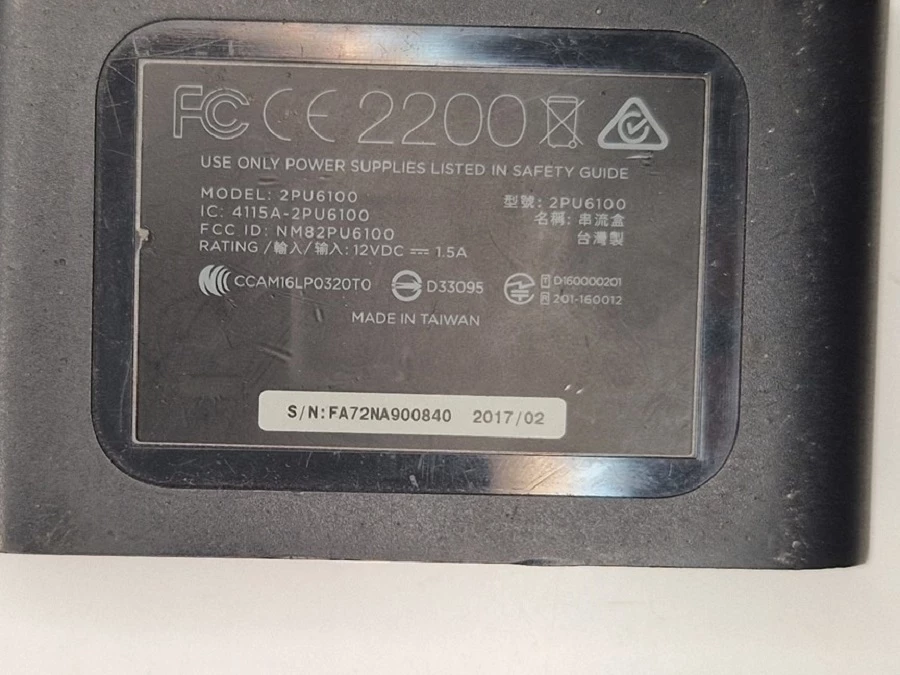 FC CE 2200
USE ONLY POWER SUPPLIES LISTED IN SAFETY GUIDE
MODEL: 2PU6100
IC: 4115A-2PU6100
FCC ID: NM82PU6100
RATING /輸入/输入: 12VDC ⎓ 1.5A
型號: 2PU6100
名稱: 串流盒
台灣製
CCAM16LP0320T0
D33095
T D160000201
R 201-160012
MADE IN TAIWAN
S/N:FA72NA900840 2017/02